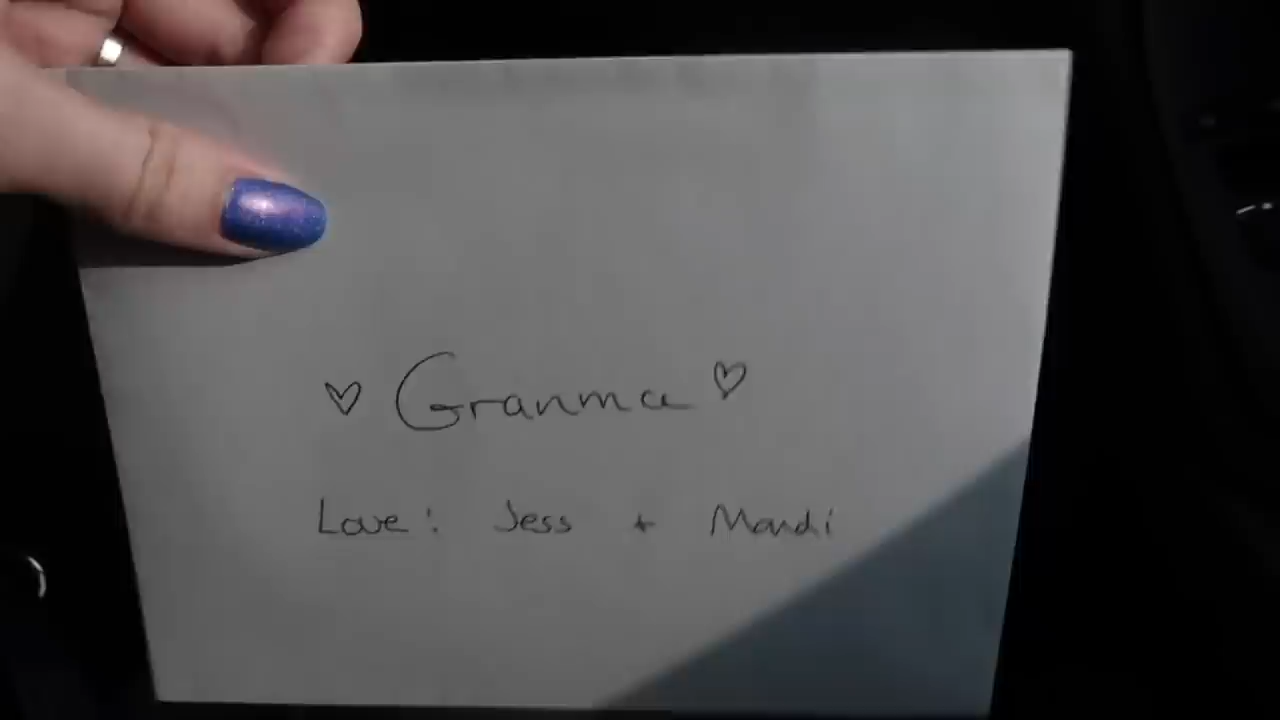 ♡ Granma ♡
Love: Jess + Mandi